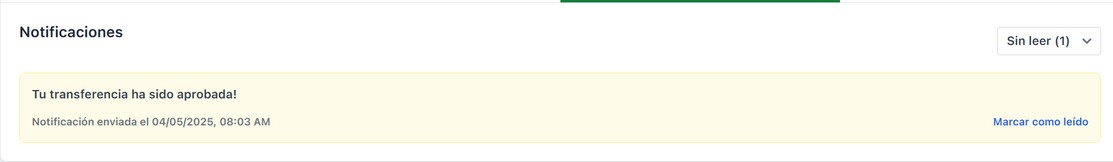 Notificaciones
Sin leer (1)
Tu transferencia ha sido aprobada!
Notificación enviada el 04/05/2025, 08:03 AM
Marcar como leído